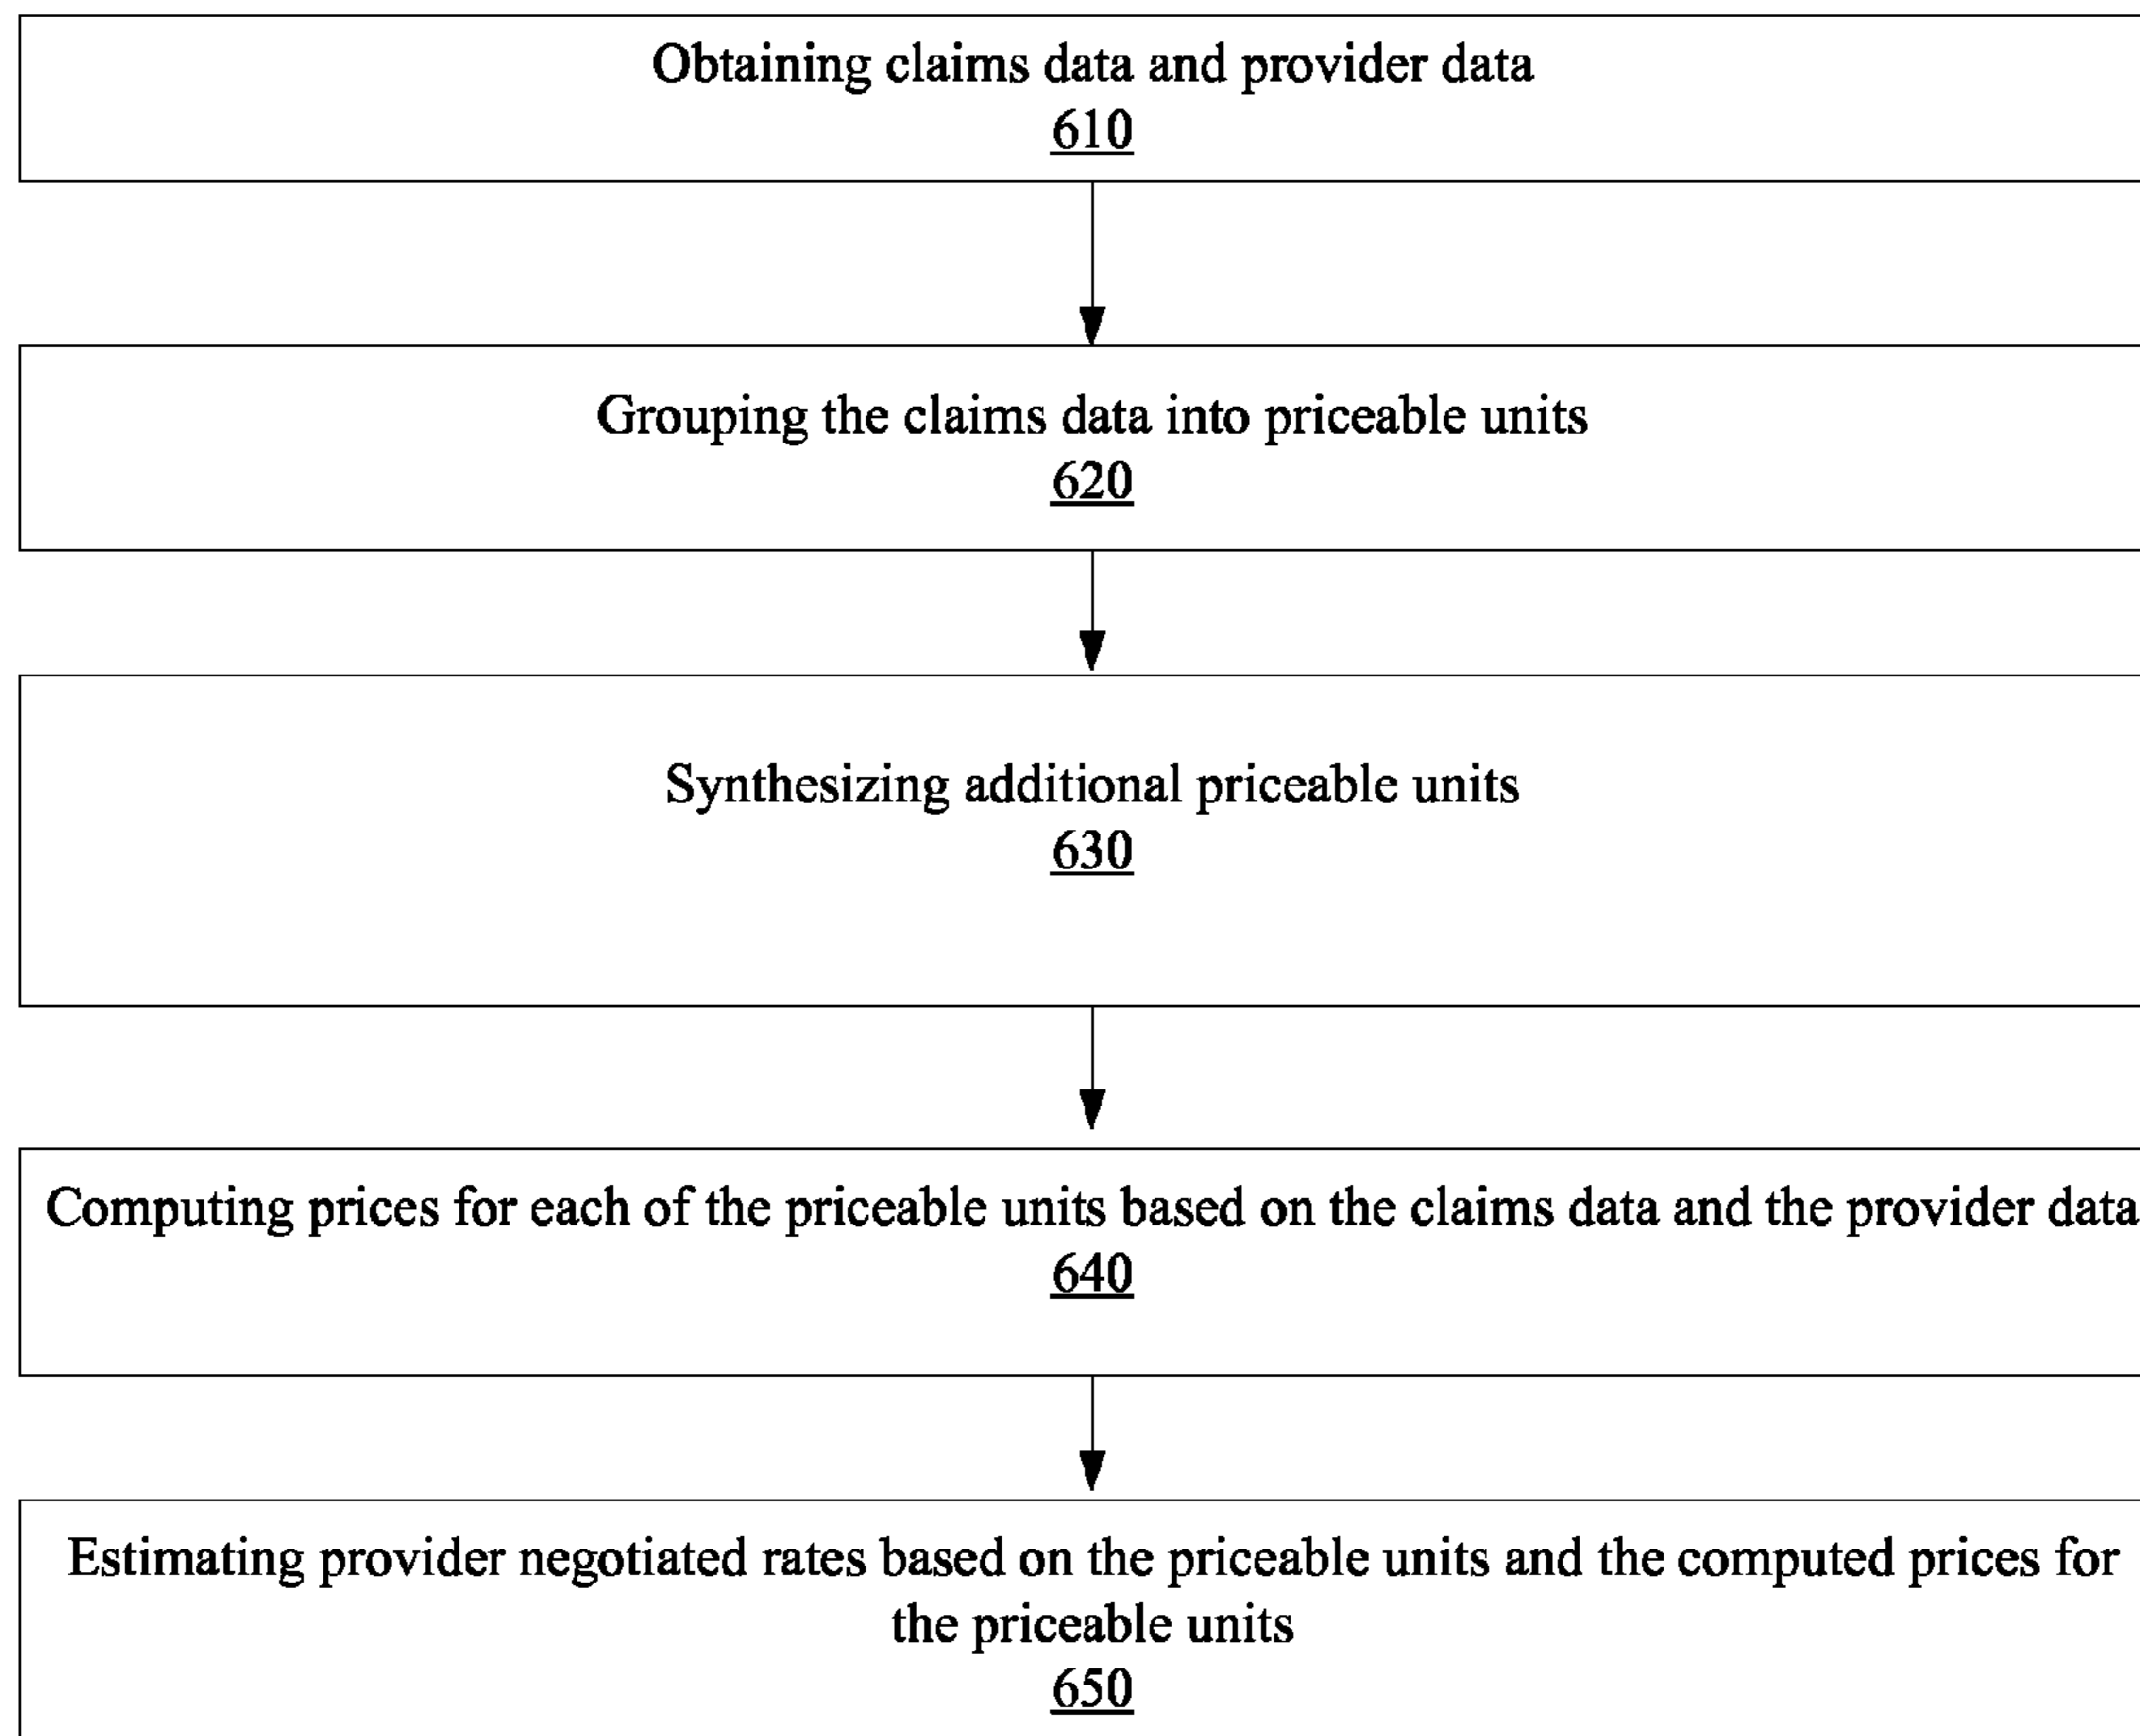 Obtaining claims data and provider data
610
Grouping the claims data into priceable units
620
Synthesizing additional priceable units
630
Computing prices for each of the priceable units based on the claims data and the provider data
640
Estimating provider negotiated rates based on the priceable units and the computed prices for
the priceable units
650